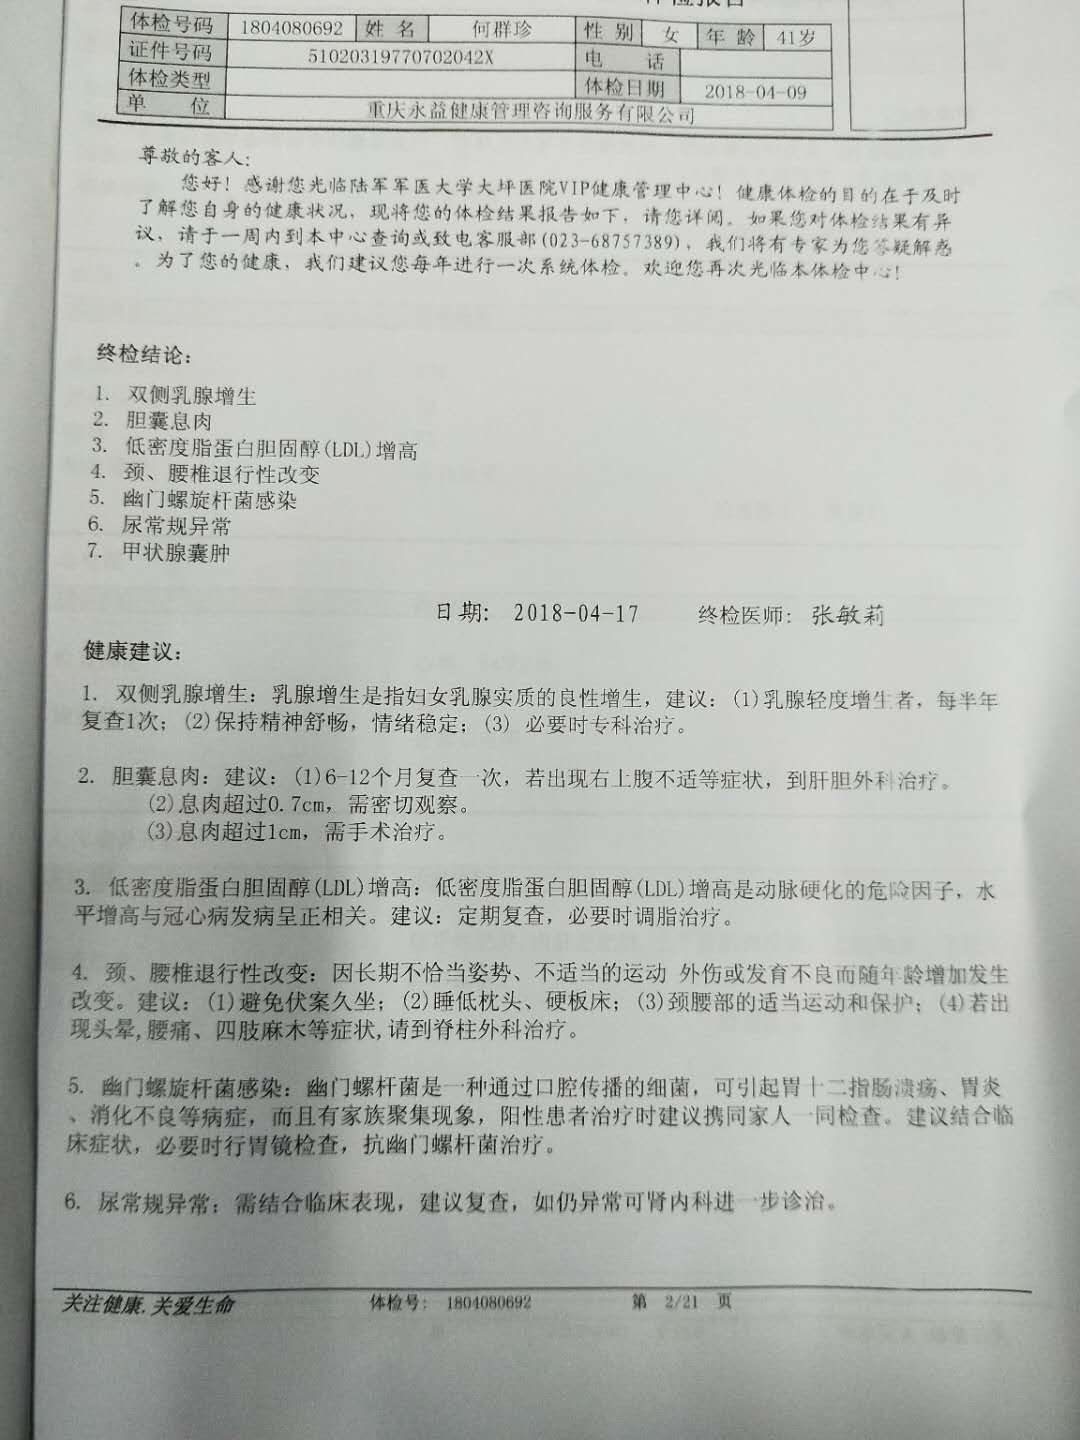 体检号码 1804080692 姓 名 何群珍 性 别 女 年 龄 41岁
证件号码 51020319770702042X 电 话
体检类型 体检日期 2018-04-09
单 位 重庆永益健康管理咨询服务有限公司
尊敬的客人:
您好! 感谢您光临陆军军医大学大坪医院VIP健康管理中心! 健康体检的目的在于及时
了解您自身的健康状况, 现将您的体检结果报告如下, 请您详阅。如果您对体检结果有异
议, 请于一周内到本中心查询或致电客服部(023-68757389), 我们将有专家为您答疑解惑
。为了您的健康, 我们建议您每年进行一次系统体检。欢迎您再次光临本体检中心!
终检结论:
1. 双侧乳腺增生
2. 胆囊息肉
3. 低密度脂蛋白胆固醇(LDL)增高
4. 颈、腰椎退行性改变
5. 幽门螺旋杆菌感染
6. 尿常规异常
7. 甲状腺囊肿
日期: 2018-04-17 终检医师: 张敏莉
健康建议:
1. 双侧乳腺增生: 乳腺增生是指妇女乳腺实质的良性增生, 建议: (1)乳腺轻度增生者, 每半年
复查1次; (2)保持精神舒畅, 情绪稳定; (3) 必要时专科治疗。
2. 胆囊息肉: 建议: (1)6-12个月复查一次, 若出现右上腹不适等症状, 到肝胆外科治疗。
(2)息肉超过0.7cm, 需密切观察。
(3)息肉超过1cm, 需手术治疗。
3. 低密度脂蛋白胆固醇(LDL)增高: 低密度脂蛋白胆固醇(LDL)增高是动脉硬化的危险因子, 水
平增高与冠心病发病呈正相关。建议: 定期复查, 必要时调脂治疗。
4. 颈、腰椎退行性改变: 因长期不恰当姿势、不适当的运动 外伤或发育不良而随年龄增加发生
改变。建议: (1)避免伏案久坐; (2)睡低枕头、硬板床; (3)颈腰部的适当运动和保护; (4)若出
现头晕,腰痛、四肢麻木等症状,请到脊柱外科治疗。
5. 幽门螺旋杆菌感染: 幽门螺杆菌是一种通过口腔传播的细菌, 可引起胃十二指肠溃疡、胃炎
、消化不良等病症, 而且有家族聚集现象, 阳性患者治疗时建议携同家人一同检查。建议结合临
床症状, 必要时行胃镜检查, 抗幽门螺杆菌治疗。
6. 尿常规异常: 需结合临床表现, 建议复查, 如仍异常可肾内科进一步诊治。
关注健康.关爱生命 体检号: 1804080692 第 2/21 页